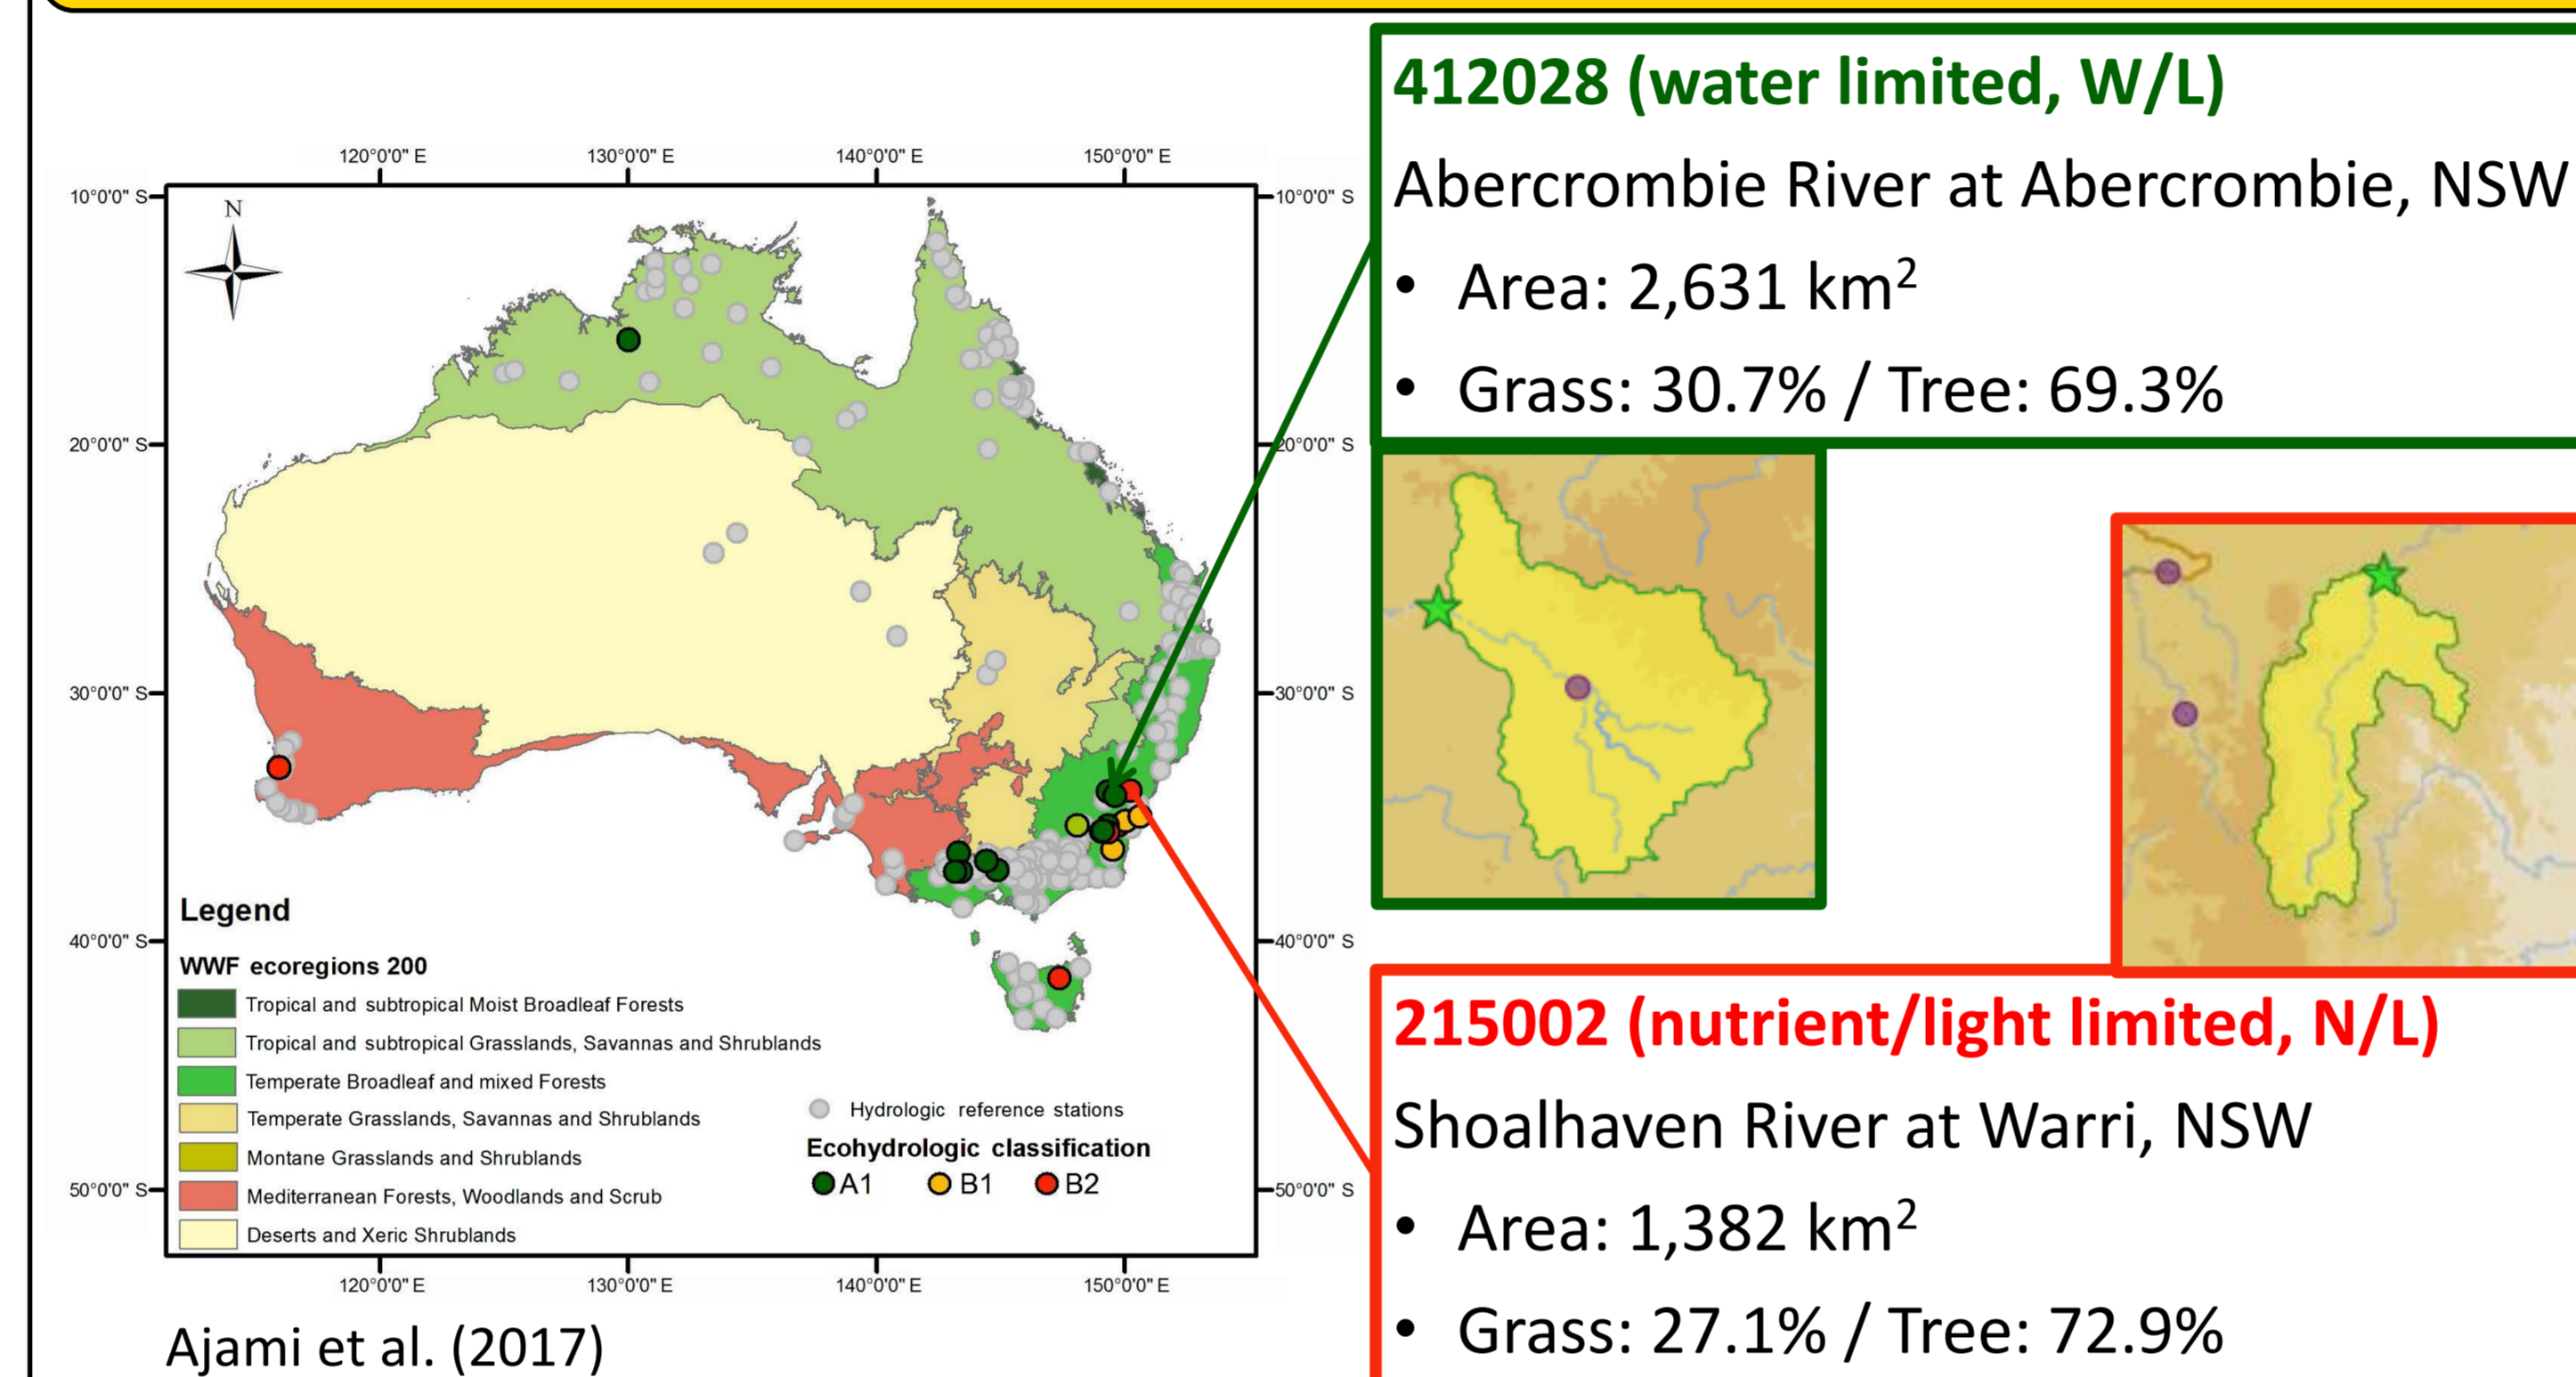 120°0'0" E
130°0'0" E
140°0'0" E
150°0'0" E
10°0'0" S
10°0'0" S
N
20°0'0" S
20°0'0" S
30°0'0" S
30°0'0" S
40°0'0" S
40°0'0" S
50°0'0" S
50°0'0" S
Legend
WWF ecoregions 200
Tropical and subtropical Moist Broadleaf Forests
Tropical and subtropical Grasslands, Savannas and Shrublands
Temperate Broadleaf and mixed Forests
Temperate Grasslands, Savannas and Shrublands
Montane Grasslands and Shrublands
Mediterranean Forests, Woodlands and Scrub
Deserts and Xeric Shrublands
Hydrologic reference stations
Ecohydrologic classification
A1 B1 B2
120°0'0" E
130°0'0" E
140°0'0" E
150°0'0" E
Ajami et al. (2017)
412028 (water limited, W/L)
Abercrombie River at Abercrombie, NSW
• Area: 2,631 km²
• Grass: 30.7% / Tree: 69.3%
215002 (nutrient/light limited, N/L)
Shoalhaven River at Warri, NSW
• Area: 1,382 km²
• Grass: 27.1% / Tree: 72.9%